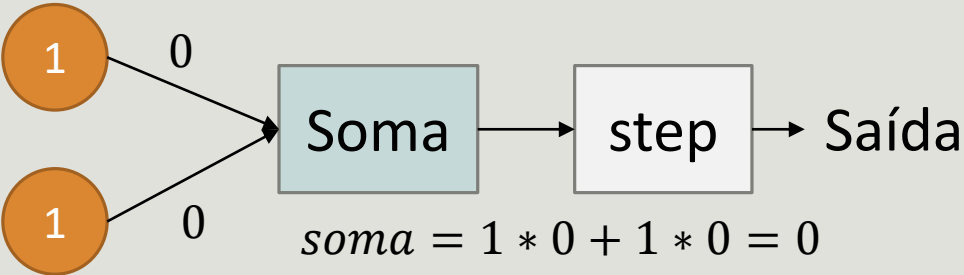 1
0
Soma
step
Saída
1
0
soma = 1 ∗ 0 + 1 ∗ 0 = 0